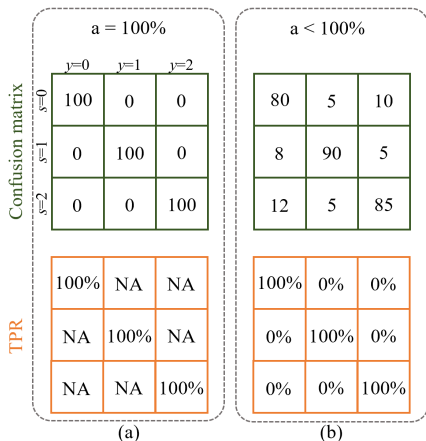 a = 100%
a < 100%
y=0 y=1 y=2
Confusion matrix
s=0 100 0 0
s=1 0 100 0
s=2 0 0 100
80 5 10
8 90 5
12 5 85
TPR
100% NA NA
NA 100% NA
NA NA 100%
100% 0% 0%
0% 100% 0%
0% 0% 100%
(a)
(b)